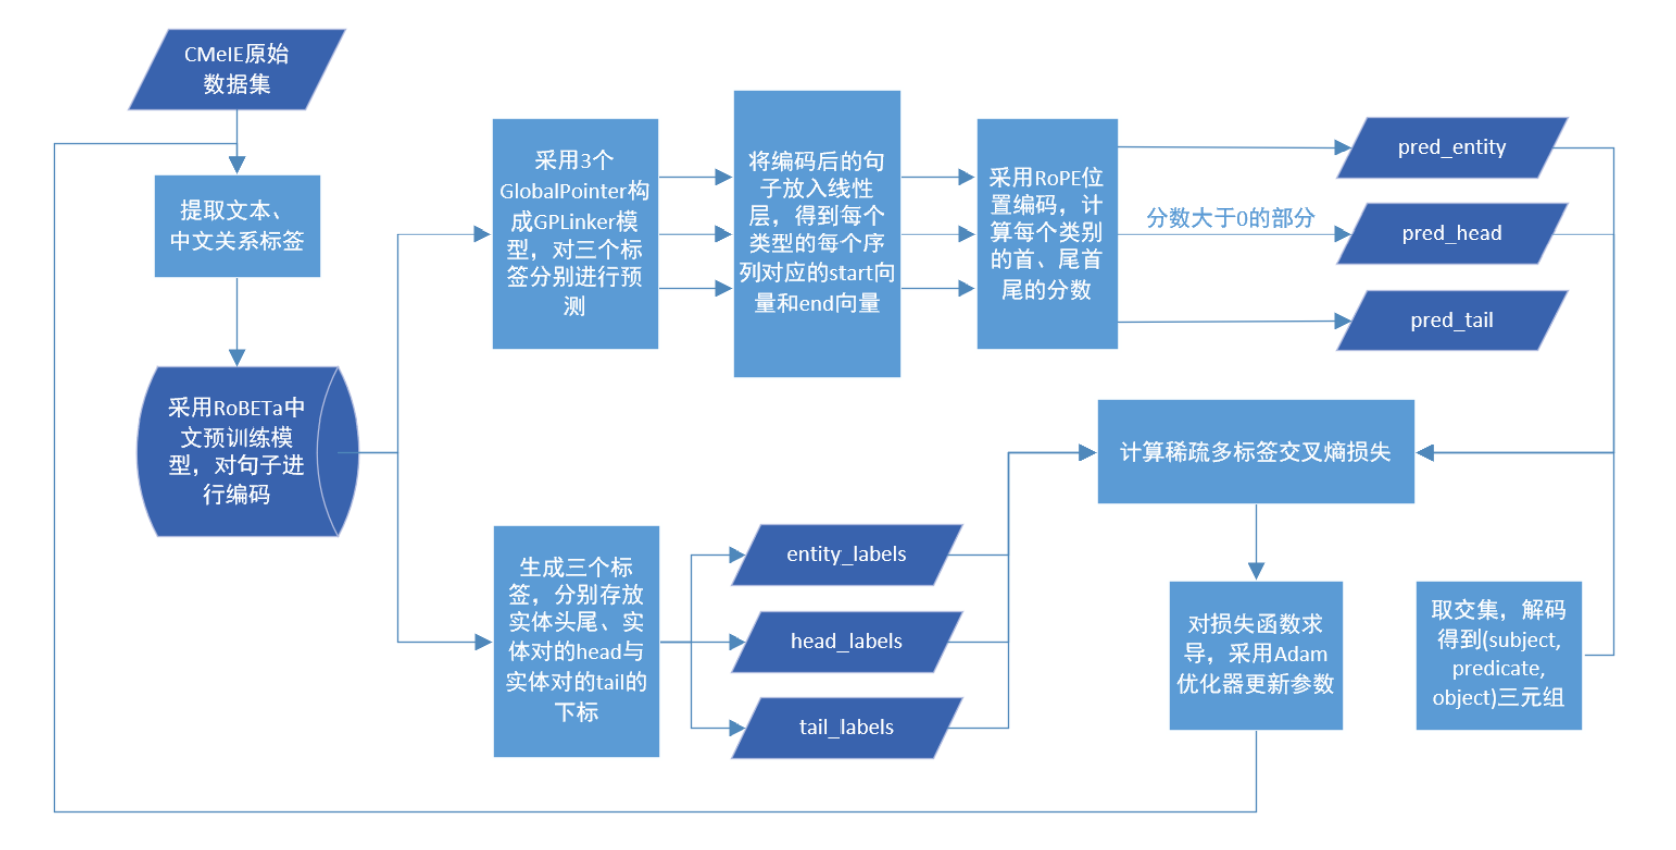 CMeIE原始
数据集
提取文本、
中文关系标签
采用RoBETa中
文预训练模
型，对句子进
行编码
采用3个
GlobalPointer构
成GPLinker模
型，对三个标
签分别进行预
测
将编码后的句
子放入线性
层，得到每个
类型的每个序
列对应的start向
量和end向量
采用RoPE位
置编码，计
算每个类别
的首、尾首
尾的分数
分数大于0的部分
pred_entity
pred_head
pred_tail
生成三个标
签，分别存放
实体头尾、实
体对的head与
实体对的tail的
下标
entity_labels
head_labels
tail_labels
计算稀疏多标签交叉熵损失
对损失函数求
导，采用Adam
优化器更新参数
取交集，解码
得到(subject,
predicate,
object)三元组